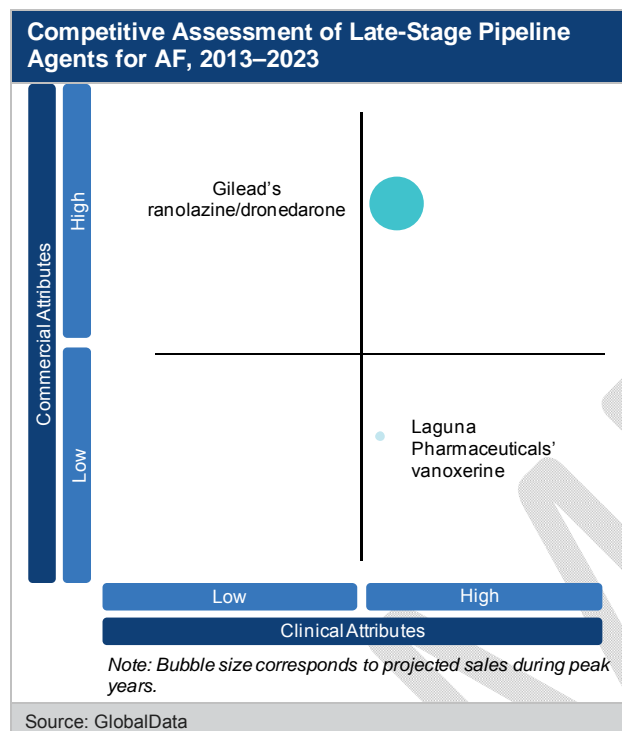 Competitive Assessment of Late-Stage Pipeline
Agents for AF, 2013–2023
Commercial Attributes
High
Low
Gilead's
ranolazine/dronedarone
Laguna
Pharmaceuticals'
vanoxerine
Low
High
Clinical Attributes
Note: Bubble size corresponds to projected sales during peak
years.
Source: GlobalData